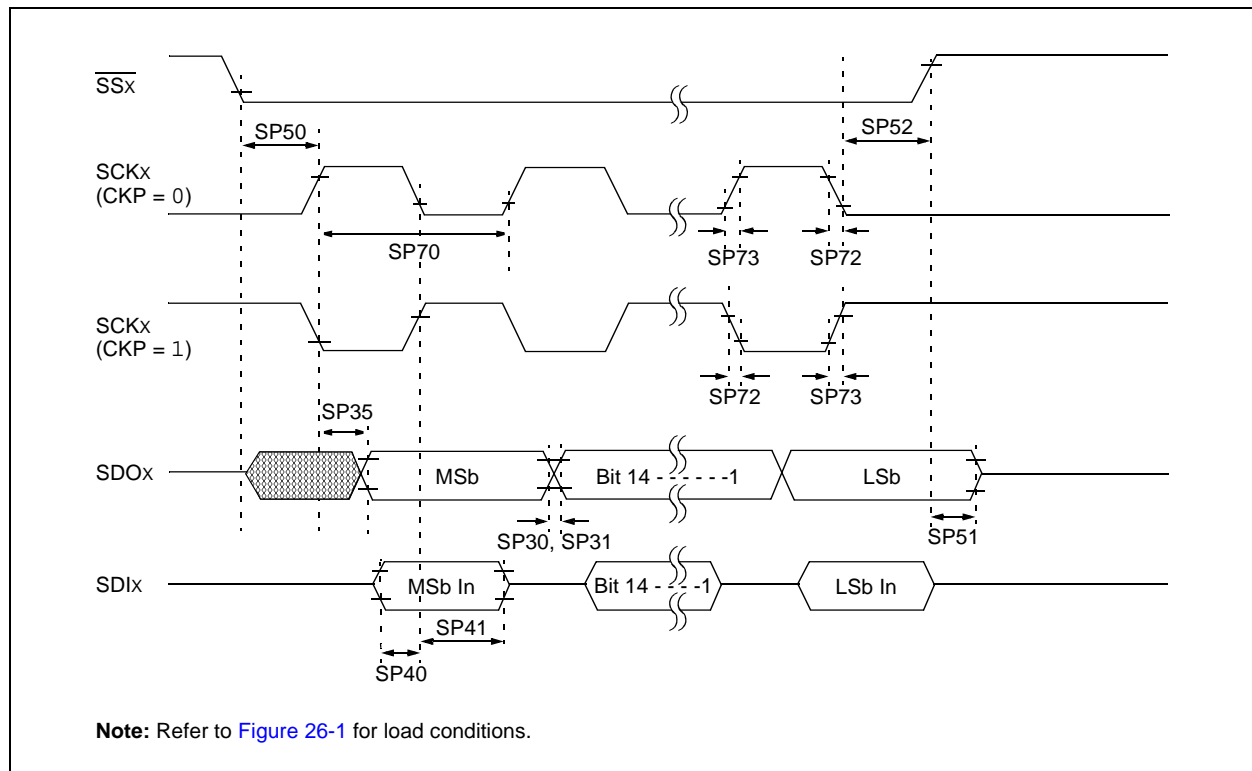 SSX
SP50
SP52
SCKX
(CKP = 0)
SP70
SP73
SP72
SCKX
(CKP = 1)
SP72
SP73
SP35
SDOX
MSb
Bit 14 - - - - - -1
LSb
SP30, SP31
SP51
SDIX
MSb In
Bit 14 - - - -1
LSb In
SP41
SP40
Note: Refer to Figure 26-1 for load conditions.